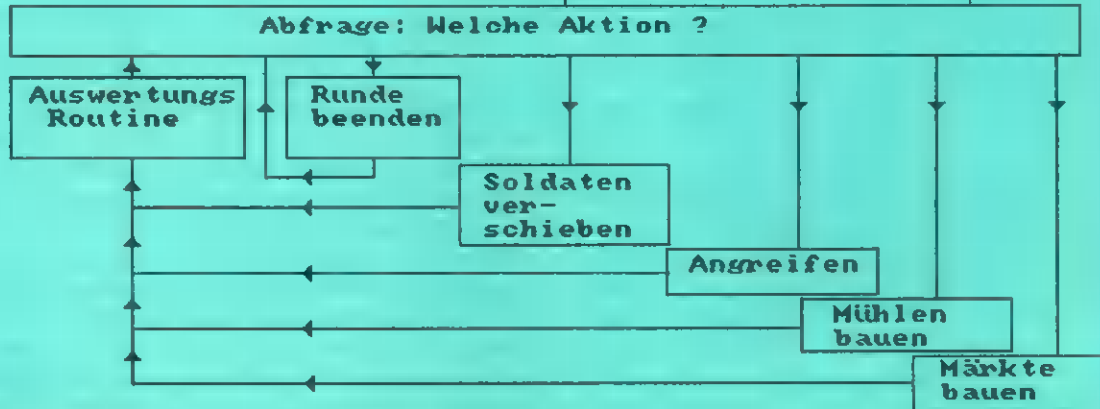 Abfrage: Welche Aktion ?
Auswertungs
Routine
Runde
beenden
Soldaten
ver-
schieben
Angreifen
Mühlen
bauen
Märkte
bauen